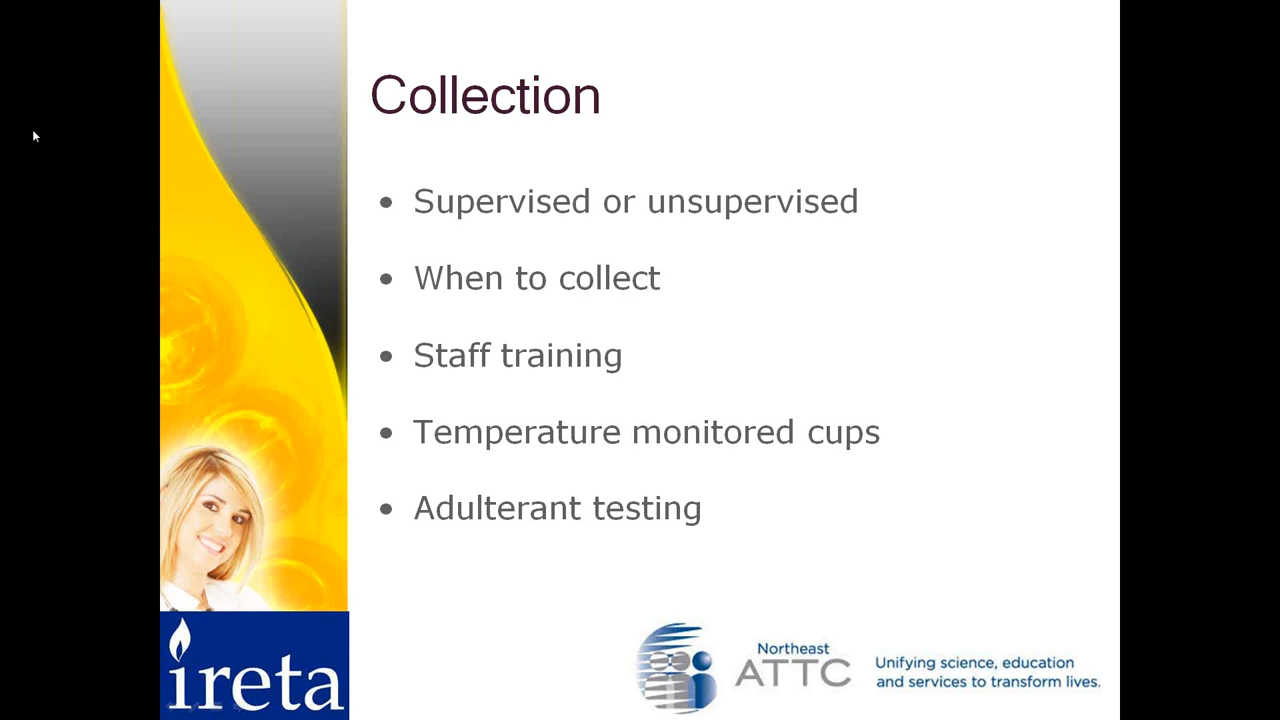 Collection
• Supervised or unsupervised
• When to collect
• Staff training
• Temperature monitored cups
• Adulterant testing
ireta
Northeast
ATTC
Unifying science, education
and services to transform lives.